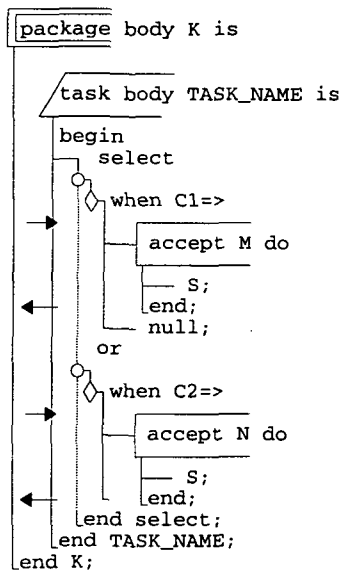 package body K is
task body TASK_NAME is
begin
select
when C1=>
accept M do
S;
end;
null;
or
when C2=>
accept N do
S;
end;
end select;
end TASK_NAME;
end K;